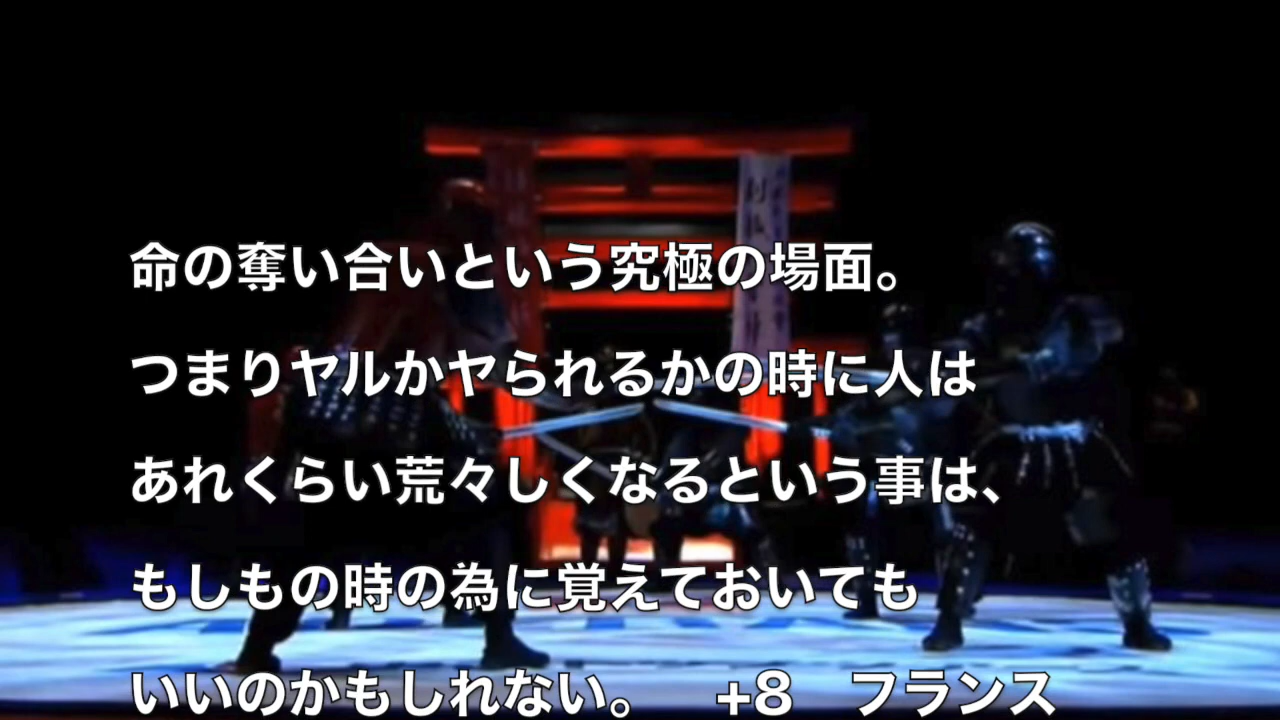 命の奪い合いという究極の場面。
つまりヤルかヤられるかの時に人は
あれくらい荒々しくなるという事は、
もしもの時の為に覚えておいても
いいのかもしれない。 +8 フランス